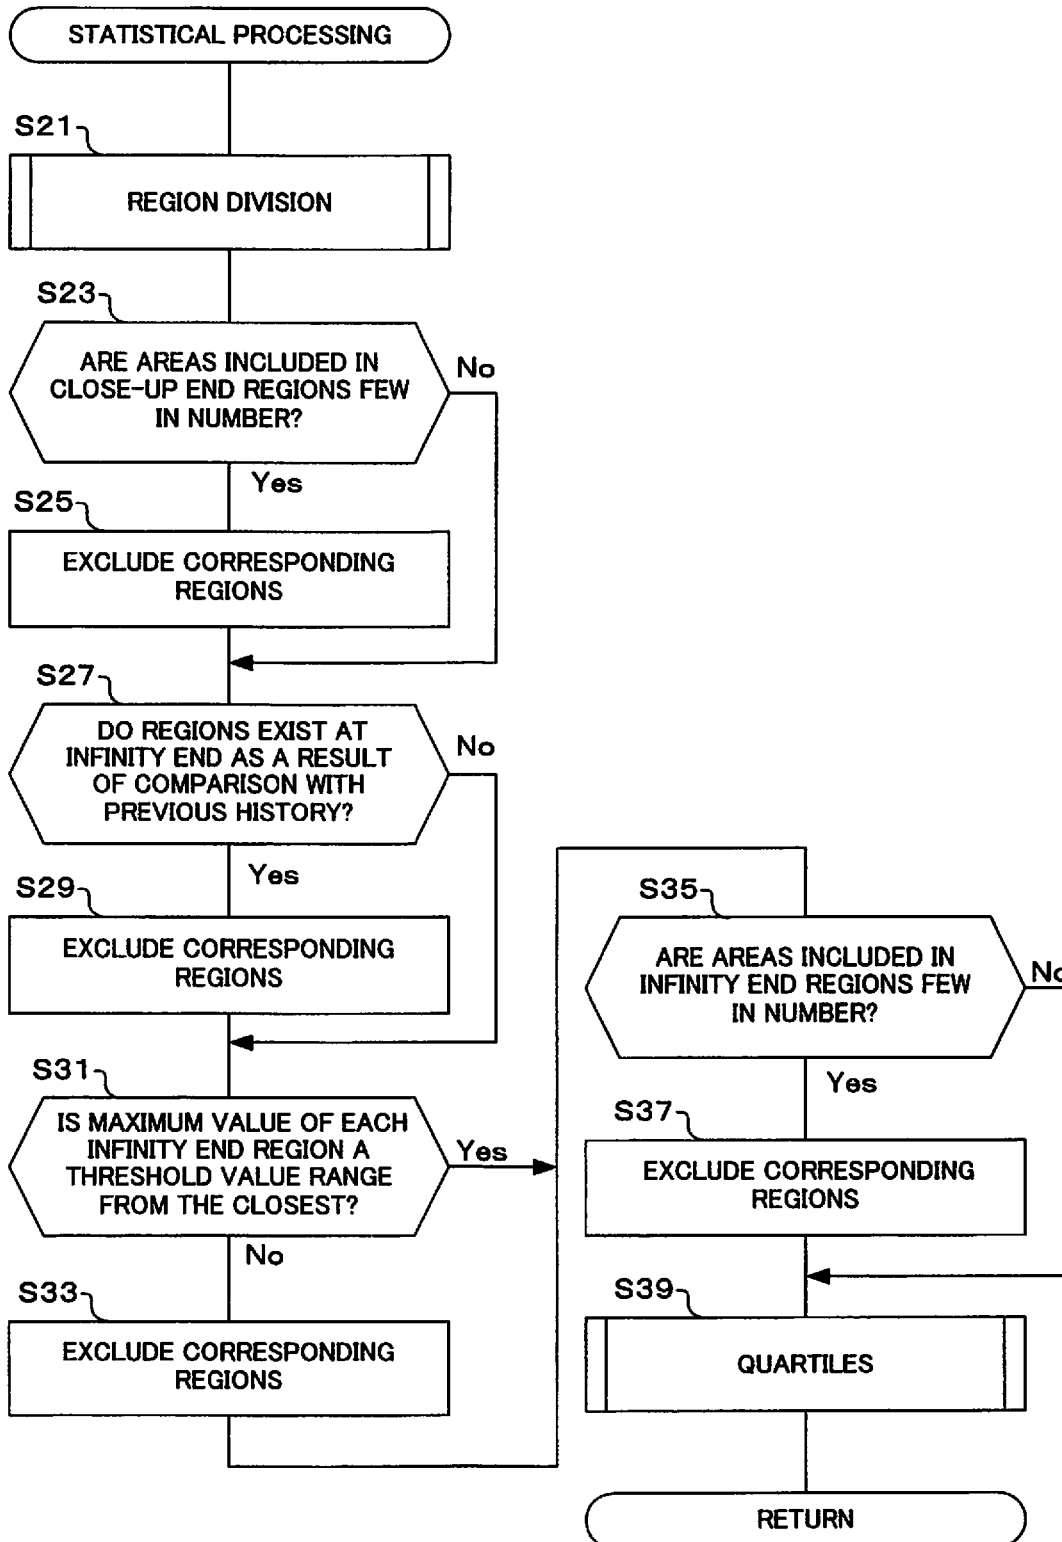 STATISTICAL PROCESSING
S21
REGION DIVISION
S23
ARE AREAS INCLUDED IN
CLOSE-UP END REGIONS FEW
IN NUMBER?
No
Yes
S25
EXCLUDE CORRESPONDING
REGIONS
S27
DO REGIONS EXIST AT
INFINITY END AS A RESULT
OF COMPARISON WITH
PREVIOUS HISTORY?
No
Yes
S29
EXCLUDE CORRESPONDING
REGIONS
S31
IS MAXIMUM VALUE OF EACH
INFINITY END REGION A
THRESHOLD VALUE RANGE
FROM THE CLOSEST?
Yes
No
S33
EXCLUDE CORRESPONDING
REGIONS
S35
ARE AREAS INCLUDED IN
INFINITY END REGIONS FEW
IN NUMBER?
No
Yes
S37
EXCLUDE CORRESPONDING
REGIONS
S39
QUARTILES
RETURN